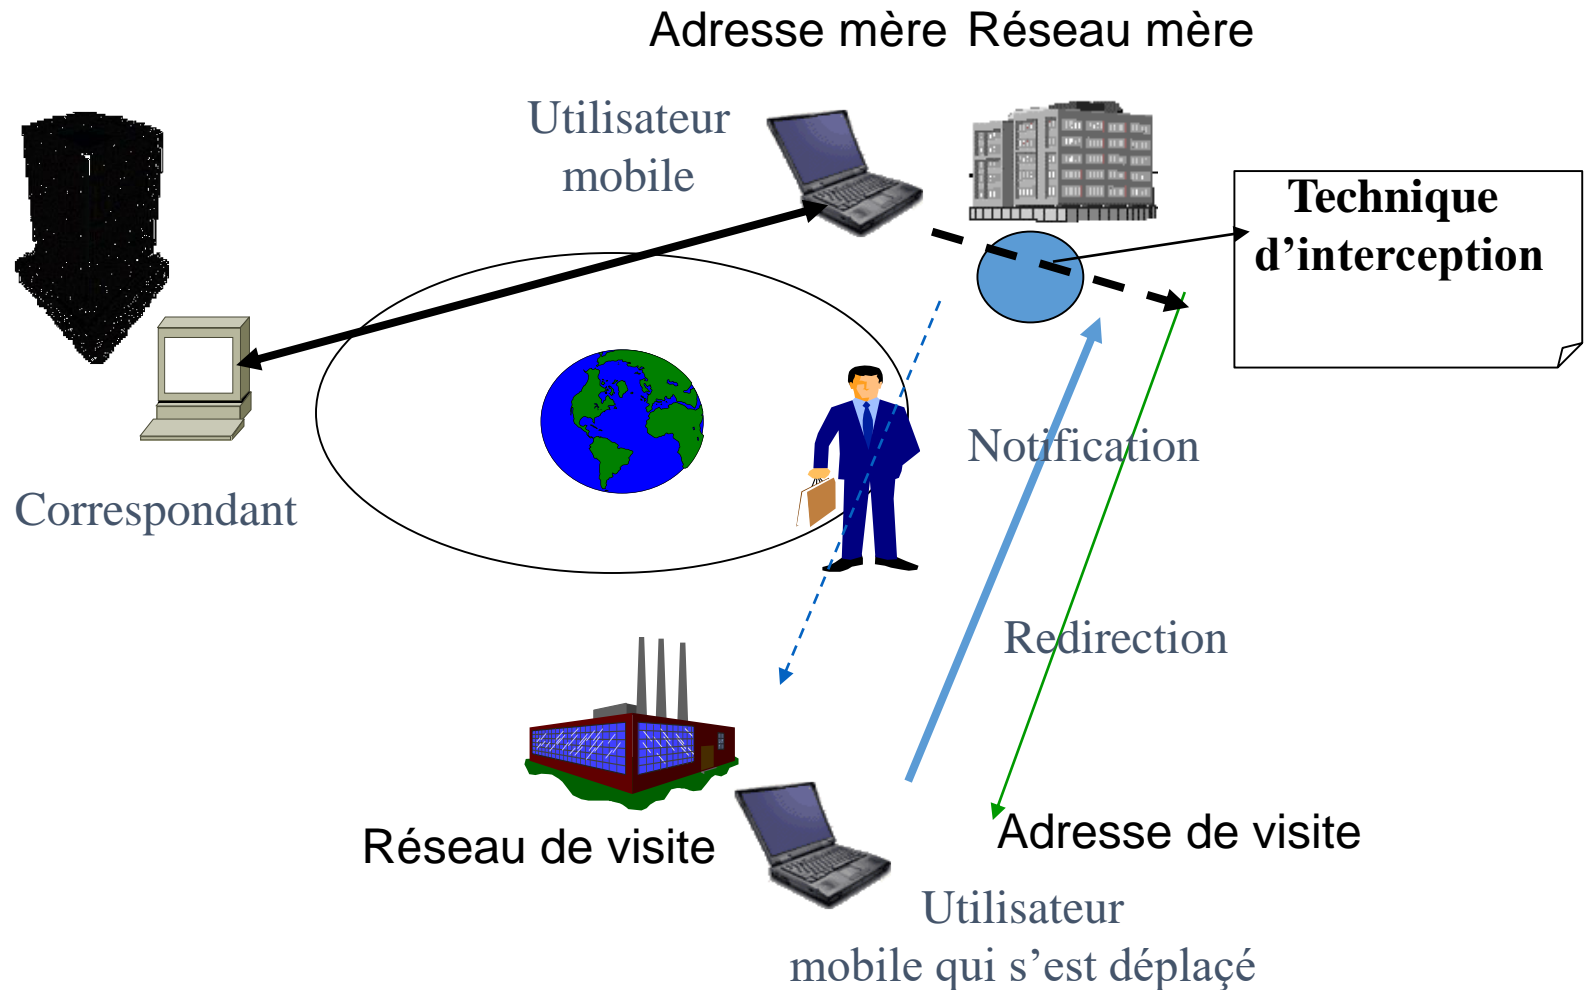 Adresse mère Réseau mère
Utilisateur
mobile
Technique
d’interception
Notification
Correspondant
Redirection
Réseau de visite
Adresse de visite
Utilisateur
mobile qui s’est déplaçé